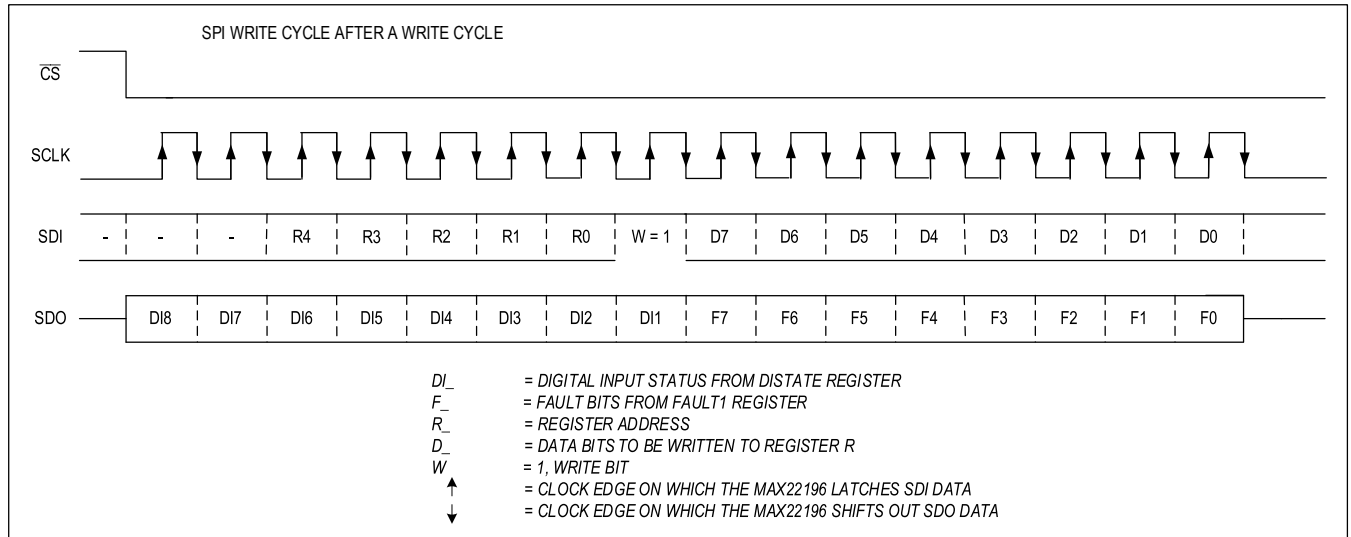 SPI WRITE CYCLE AFTER A WRITE CYCLE
CS
SCLK
SDI - - - R4 R3 R2 R1 R0 W = 1 D7 D6 D5 D4 D3 D2 D1 D0
SDO DI8 DI7 DI6 DI5 DI4 DI3 DI2 DI1 F7 F6 F5 F4 F3 F2 F1 F0
DI_ = DIGITAL INPUT STATUS FROM DISTATE REGISTER
F_ = FAULT BITS FROM FAULT1 REGISTER
R_ = REGISTER ADDRESS
D_ = DATA BITS TO BE WRITTEN TO REGISTER R
W = 1, WRITE BIT
= CLOCK EDGE ON WHICH THE MAX22196 LATCHES SDI DATA
= CLOCK EDGE ON WHICH THE MAX22196 SHIFTS OUT SDO DATA